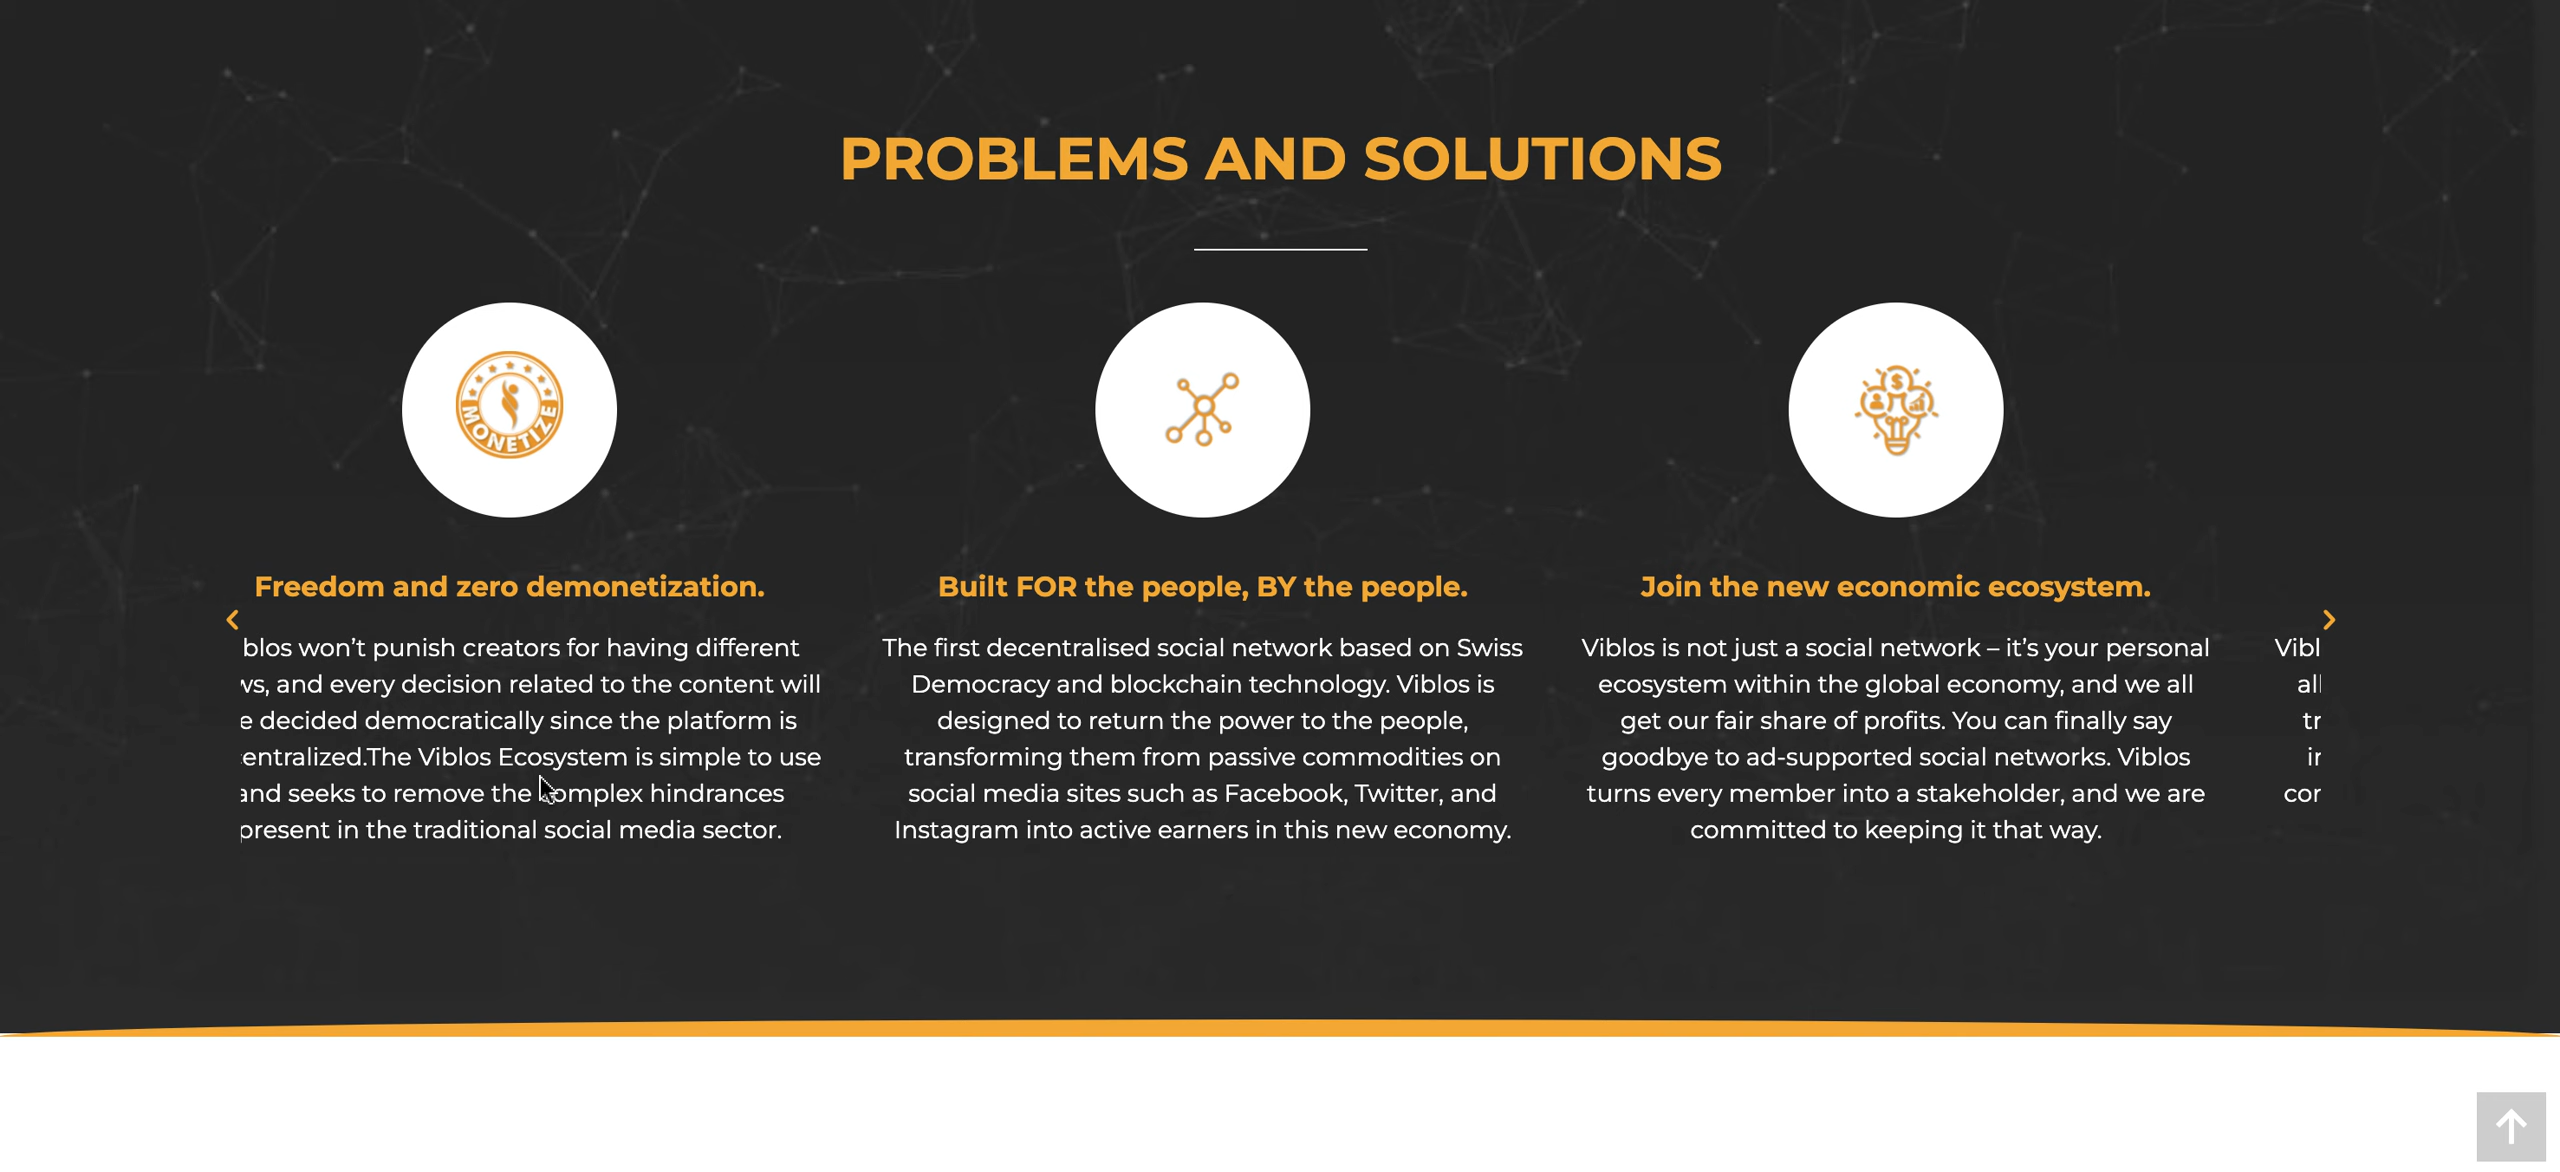 PROBLEMS AND SOLUTIONS
MONETIZE
Freedom and zero demonetization.
blos won’t punish creators for having different
ws, and every decision related to the content will
e decided democratically since the platform is
entralized.The Viblos Ecosystem is simple to use
and seeks to remove the complex hindrances
present in the traditional social media sector.
Built FOR the people, BY the people.
The first decentralised social network based on Swiss
Democracy and blockchain technology. Viblos is
designed to return the power to the people,
transforming them from passive commodities on
social media sites such as Facebook, Twitter, and
Instagram into active earners in this new economy.
$
Join the new economic ecosystem.
Viblos is not just a social network – it’s your personal
ecosystem within the global economy, and we all
get our fair share of profits. You can finally say
goodbye to ad-supported social networks. Viblos
turns every member into a stakeholder, and we are
committed to keeping it that way.
Vibl
all
tr
ir
cor